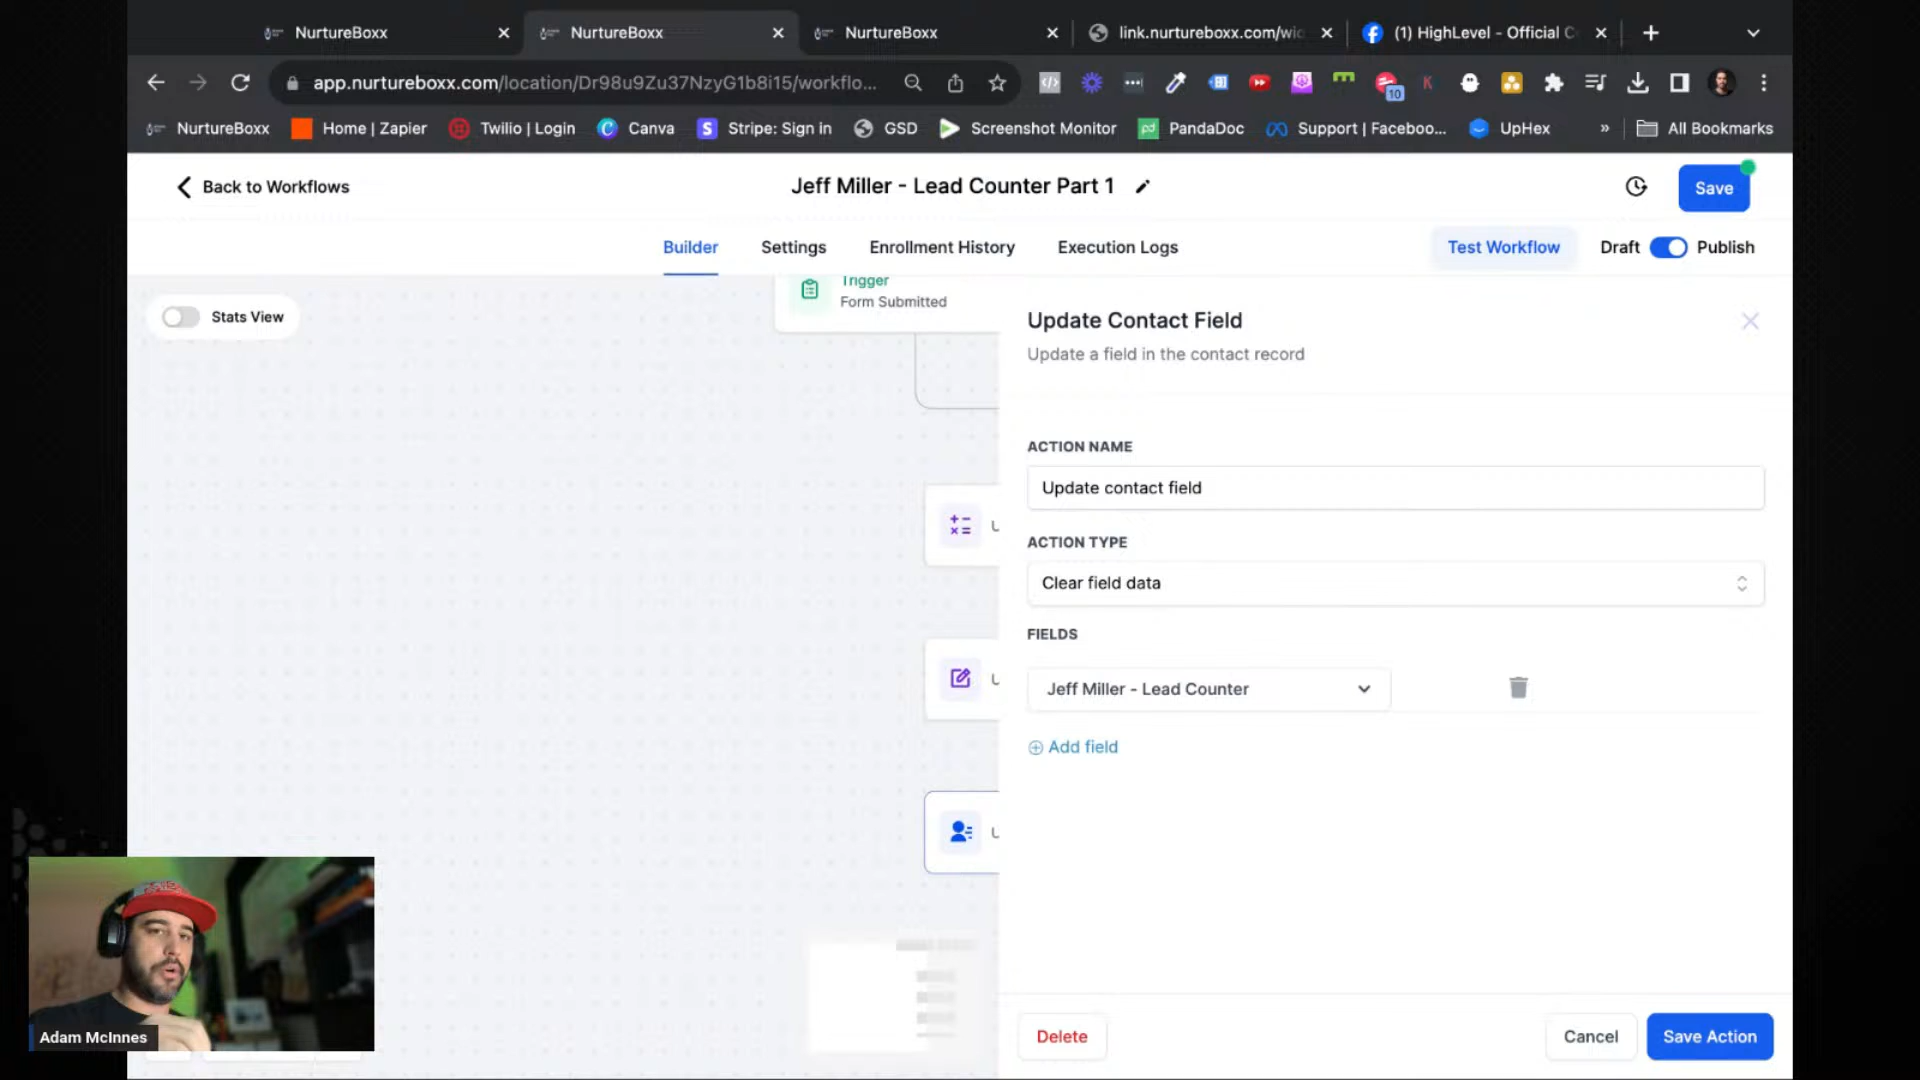 NurtureBoxx
NurtureBoxx
NurtureBoxx
link.nurtureboxx.com/wic
(1) HighLevel - Official C
app.nurtureboxx.com/location/Dr98u9Zu37NzyG1b8i15/workflo...
10
K
NurtureBoxx
Home | Zapier
Twilio | Login
Canva
S
Stripe: Sign in
GSD
Screenshot Monitor
pd
PandaDoc
Support | Faceboo...
UpHex
»
All Bookmarks
Back to Workflows
Jeff Miller - Lead Counter Part 1
Save
Builder
Settings
Enrollment History
Execution Logs
Test Workflow
Draft
Publish
Stats View
Trigger
Form Submitted
Update Contact Field
Update a field in the contact record
ACTION NAME
Update contact field
ACTION TYPE
Clear field data
FIELDS
Jeff Miller - Lead Counter
Add field
Delete
Cancel
Save Action
Adam McInnes